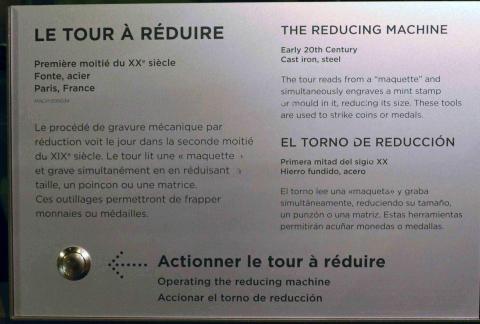 LE TOUR À RÉDUIRE
Première moitié du XXe siècle
Fonte, acier
Paris, France
Le procédé de gravure mécanique par
réduction voit le jour dans la seconde moitié
du XIXe siècle. Le tour lit une « maquette »
et grave simultanément en en réduisant la
taille, un poinçon ou une matrice.
Ces outillages permettront de frapper
monnaies ou médailles.
THE REDUCING MACHINE
Early 20th Century
Cast iron, steel
The tour reads from a "maquette" and
simultaneously engraves a mint stamp
or mould in it, reducing its size. These tools
are used to strike coins or medals.
EL TORNO DE REDUCCIÓN
Primera mitad del siglo XX
Hierro fundido, acero
El torno lee una «maqueta» y graba
simultáneamente, reduciendo su tamaño,
un punzón o una matriz. Estas herramientas
permitirán acuñar monedas o medallas.
Actionner le tour à réduire
Operating the reducing machine
Accionar el torno de reducción